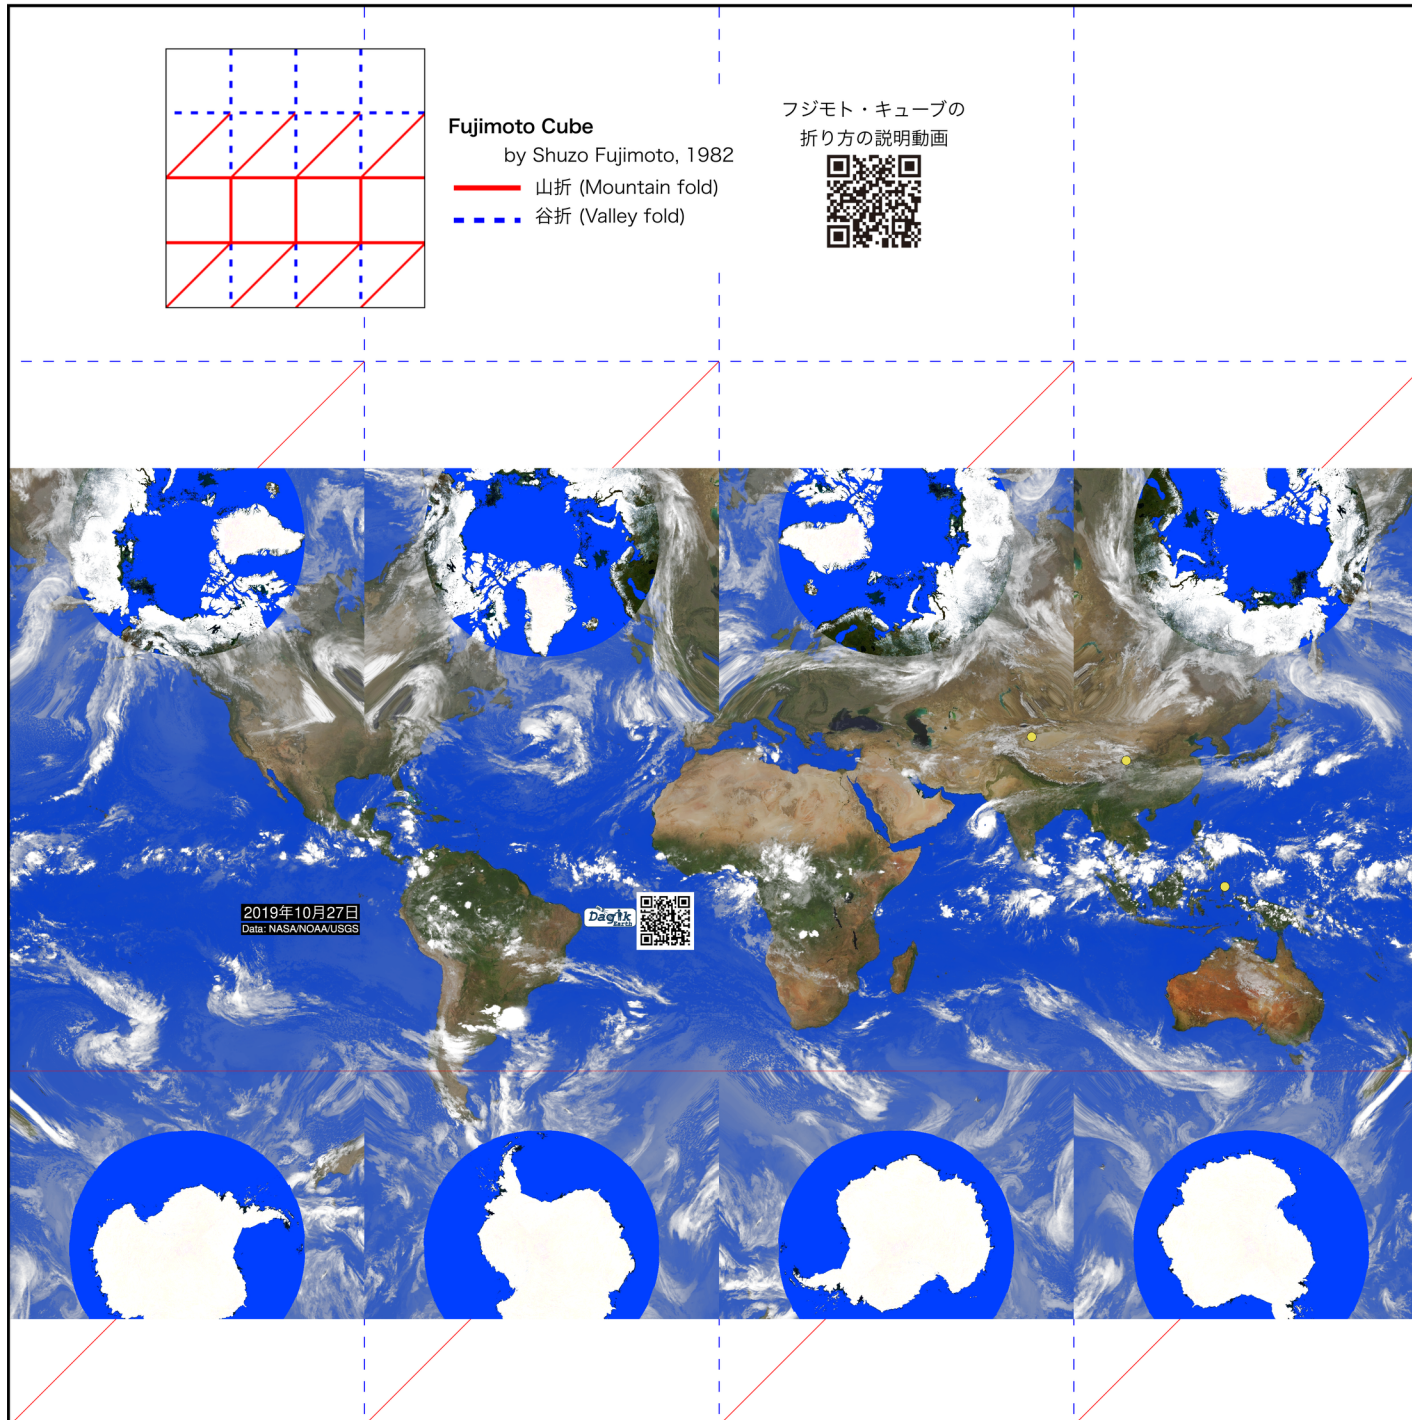 Fujimoto Cube
by Shuzo Fujimoto, 1982
山折 (Mountain fold)
谷折 (Valley fold)
フジモト・キューブの
折り方の説明動画
2019年10月27日
Data: NASA/NOAA/USGS
Dagik
Earth